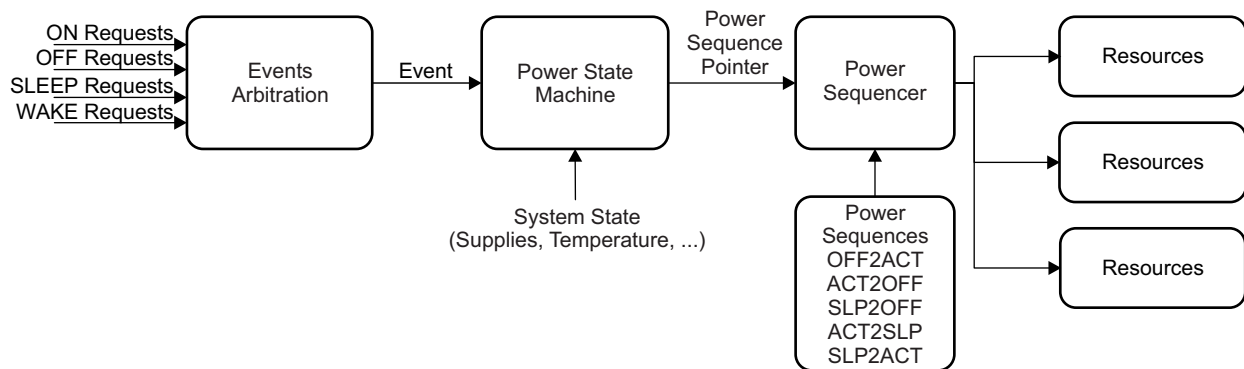 ON Requests
OFF Requests
SLEEP Requests
WAKE Requests
Events
Arbitration
Event
Power State
Machine
System State
(Supplies, Temperature, ...)
Power
Sequence
Pointer
Power
Sequencer
Power
Sequences
OFF2ACT
ACT2OFF
SLP2OFF
ACT2SLP
SLP2ACT
Resources
Resources
Resources